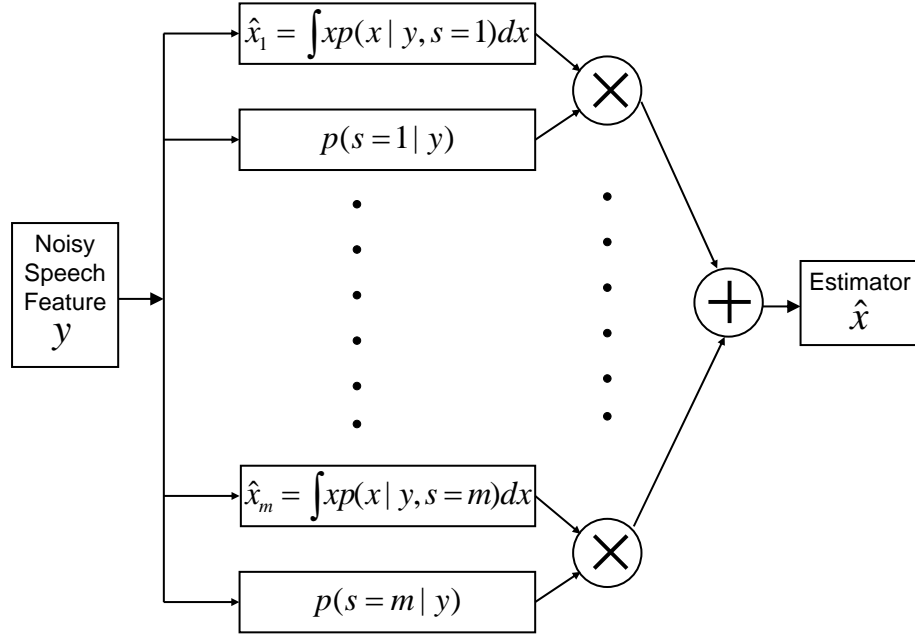 x̂₁ = ∫xp(x | y, s = 1)dx
p(s = 1 | y)
Noisy
Speech
Feature
y
Estimator
x̂
x̂ₘ = ∫xp(x | y, s = m)dx
p(s = m | y)